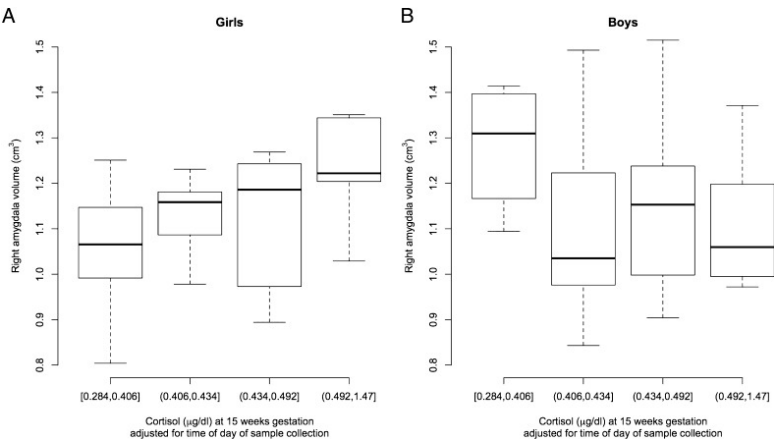 A
Girls
Right amygdala volume (cm³)
1.5
1.4
1.3
1.2
1.1
1.0
0.9
0.8
[0.284,0.406]
(0.406,0.434]
(0.434,0.492]
(0.492,1.47]
Cortisol (µg/dl) at 15 weeks gestation
adjusted for time of day of sample collection
B
Boys
Right amygdala volume (cm³)
1.5
1.4
1.3
1.2
1.1
1.0
0.9
0.8
[0.284,0.406]
(0.406,0.434]
(0.434,0.492]
(0.492,1.47]
Cortisol (µg/dl) at 15 weeks gestation
adjusted for time of day of sample collection